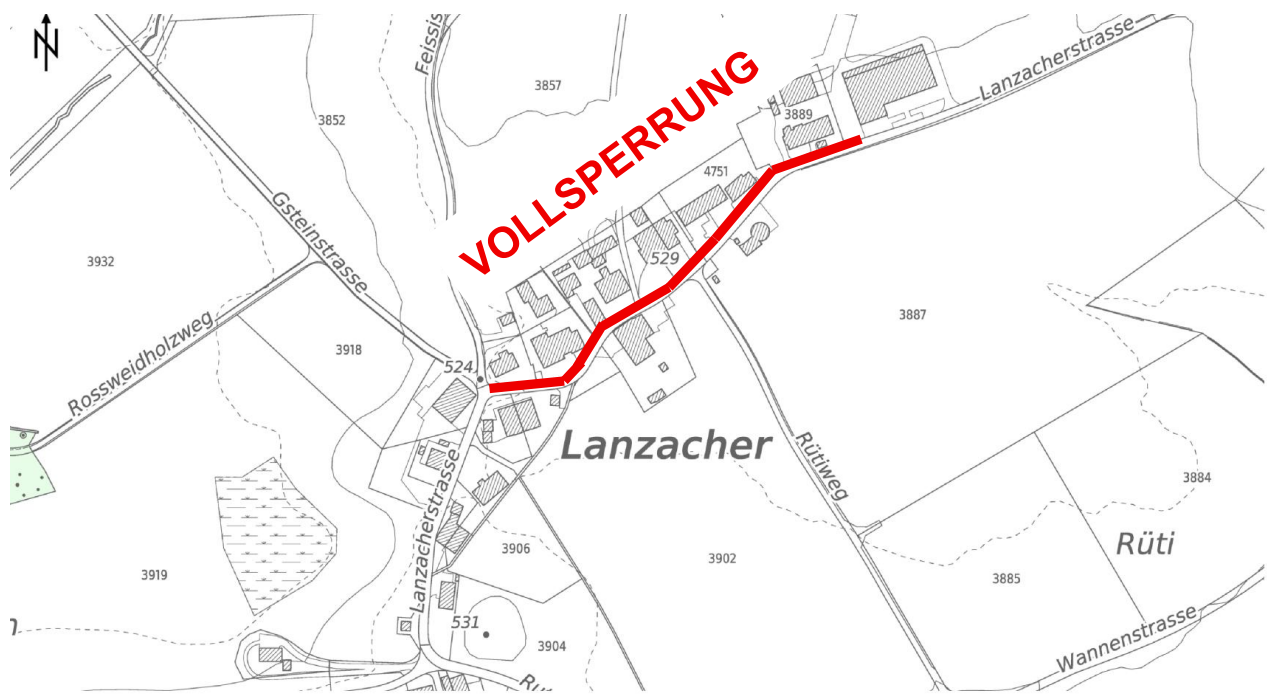 N
Feissis
3857
VOLLSPERRUNG
Lanzacherstrasse
3852
3889
4751
Gsteinstrasse
3932
529
3887
Rossweidholzweg
3918
524
Lanzacher
Lanzacherstrasse
Rütiweg
3884
3906
Rüti
3919
3902
3885
531
3904
Wannenstrasse